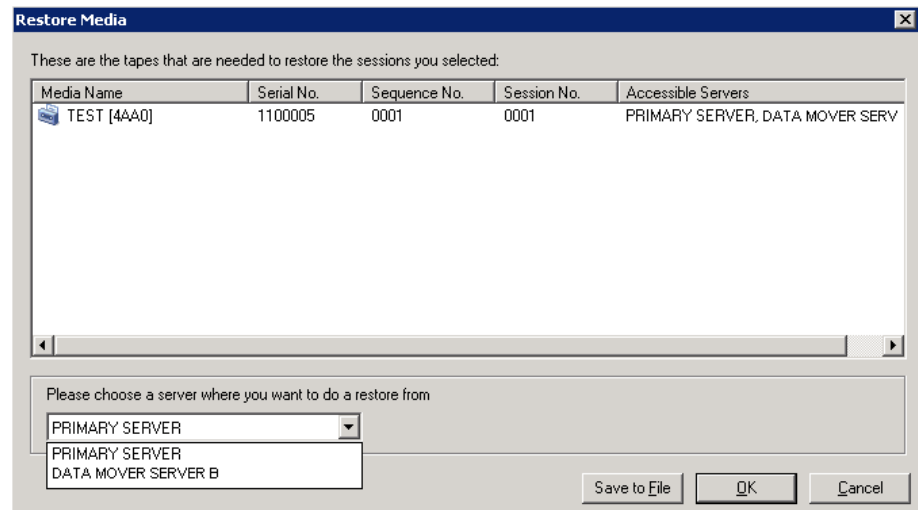 Restore Media
These are the tapes that are needed to restore the sessions you selected:
Media Name Serial No. Sequence No. Session No. Accessible Servers
TEST [4AA0] 1100005 0001 0001 PRIMARY SERVER, DATA MOVER SERV
Please choose a server where you want to do a restore from
PRIMARY SERVER
PRIMARY SERVER
DATA MOVER SERVER B
Save to File OK Cancel